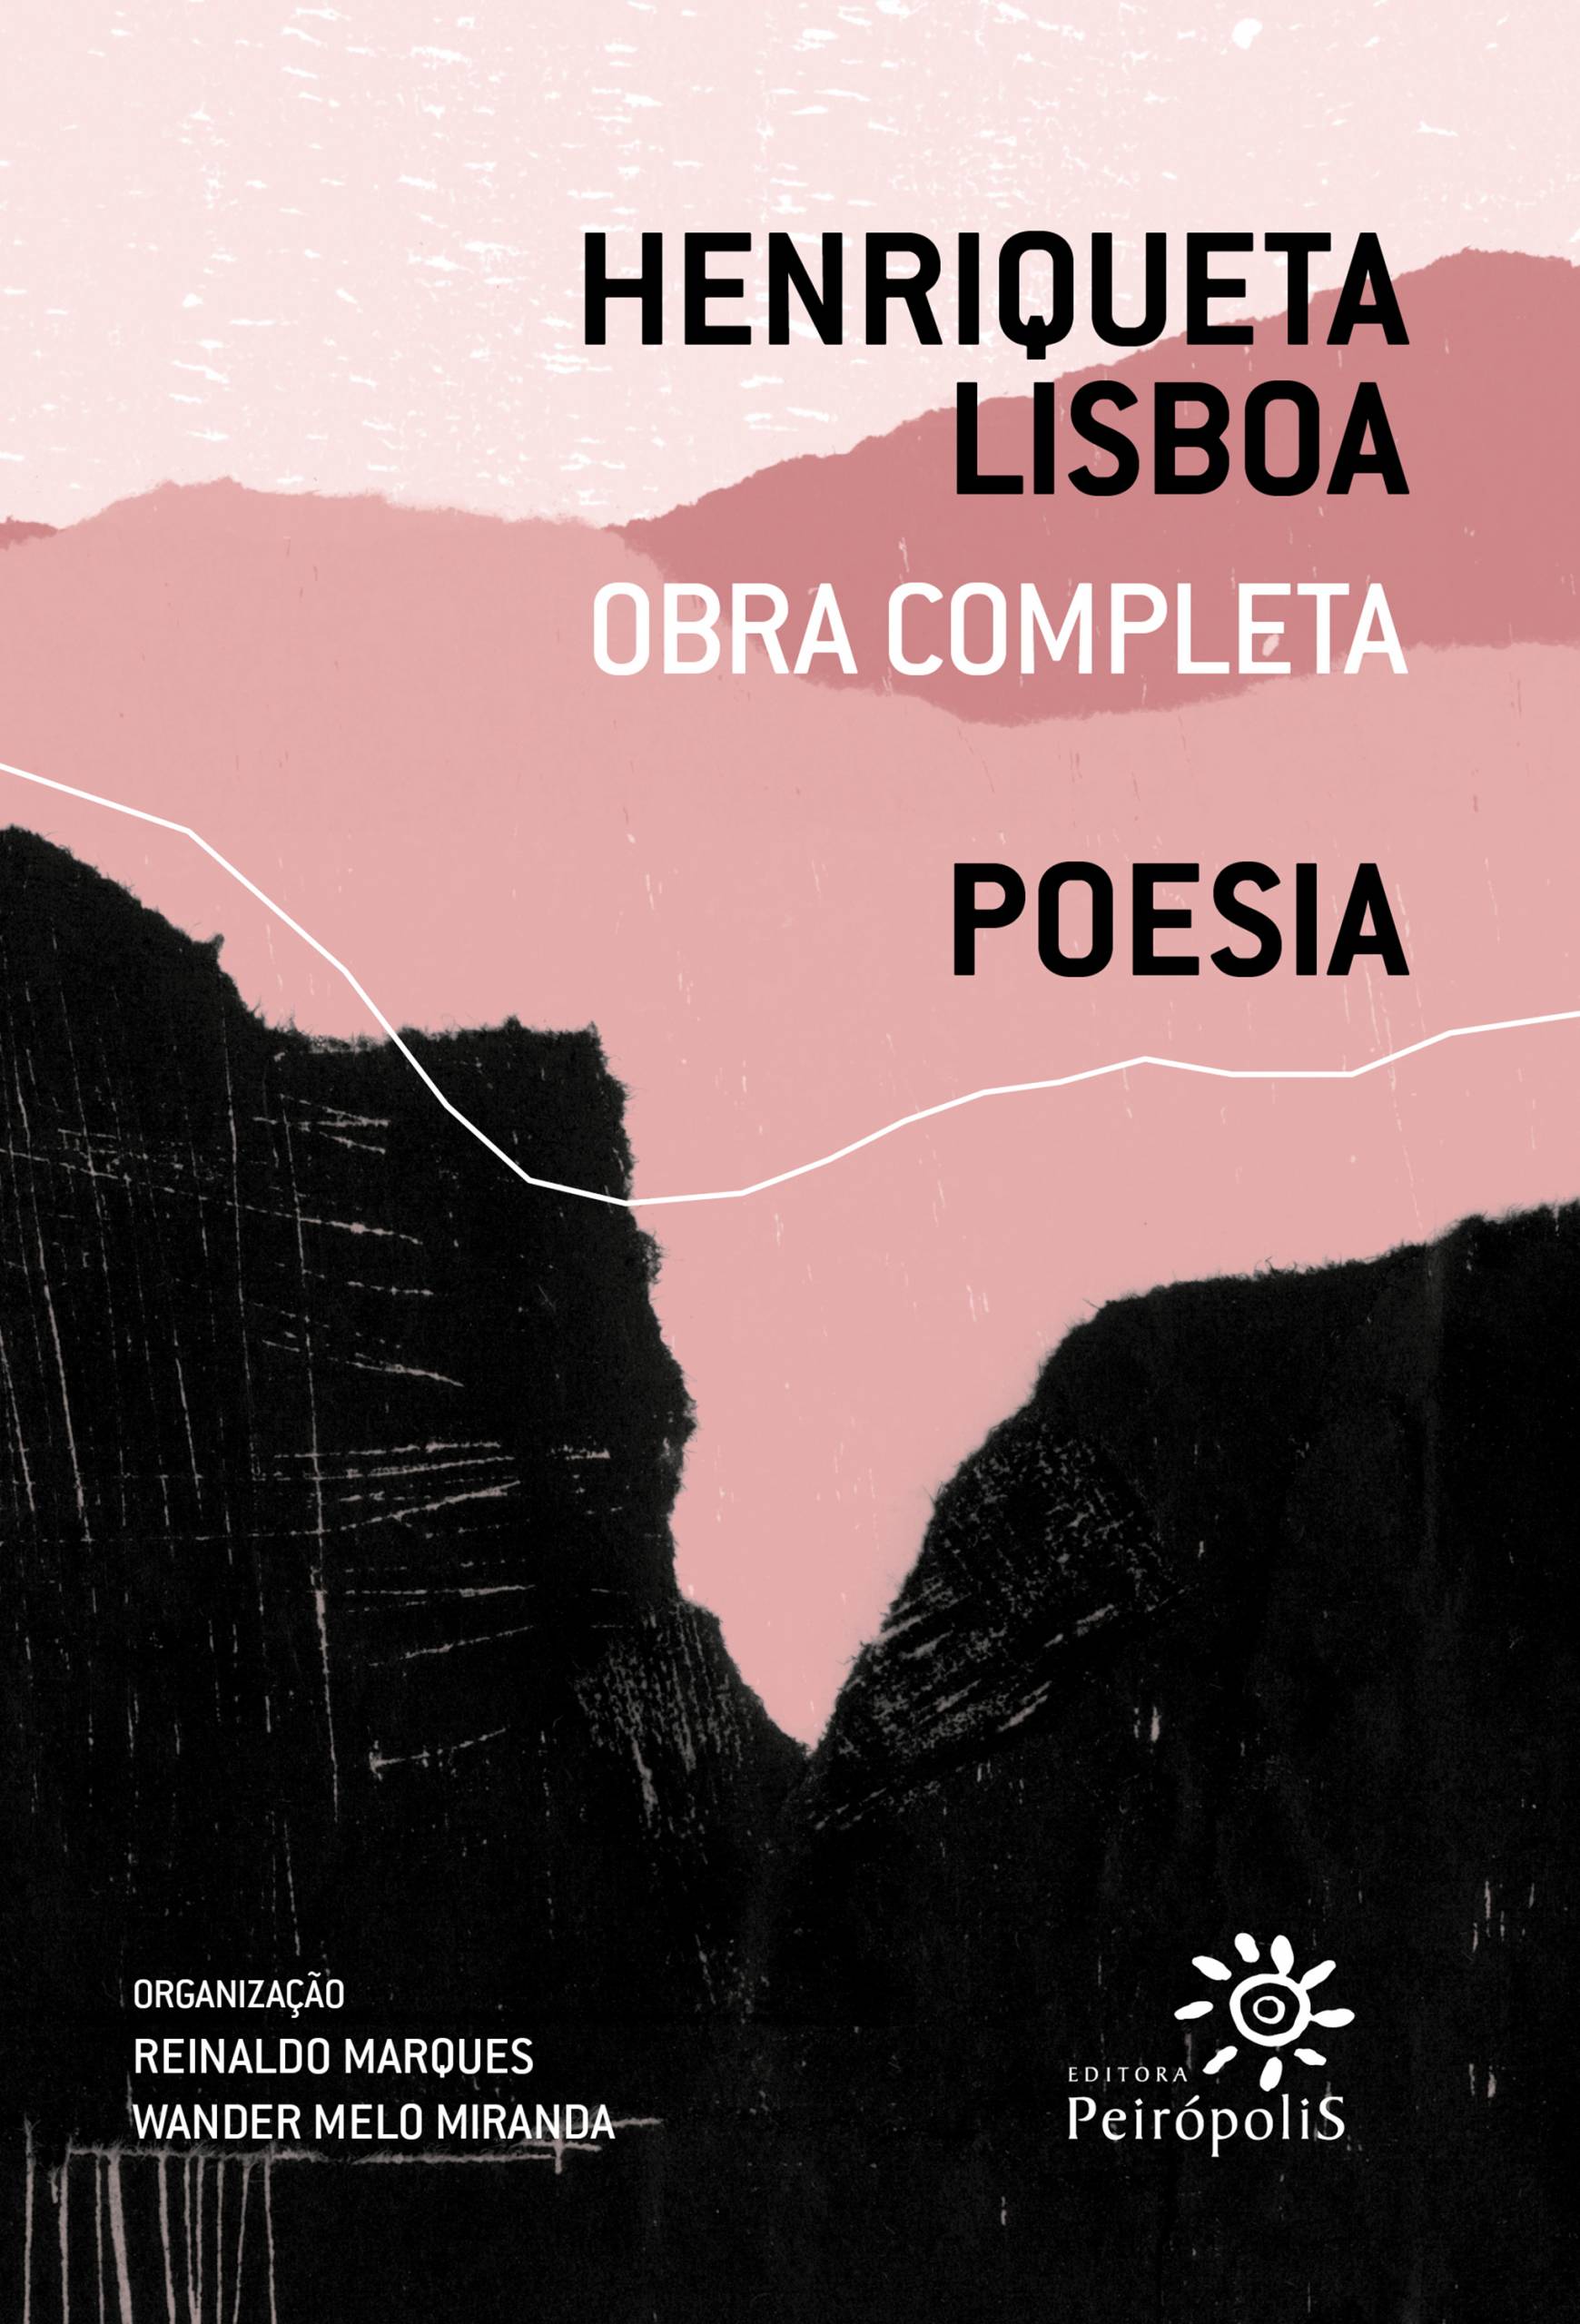 HENRIQUETA
LISBOA
OBRA COMPLETA
POESIA
ORGANIZAÇÃO
REINALDO MARQUES
WANDER MELO MIRANDA
EDITORA
PeirópoliS